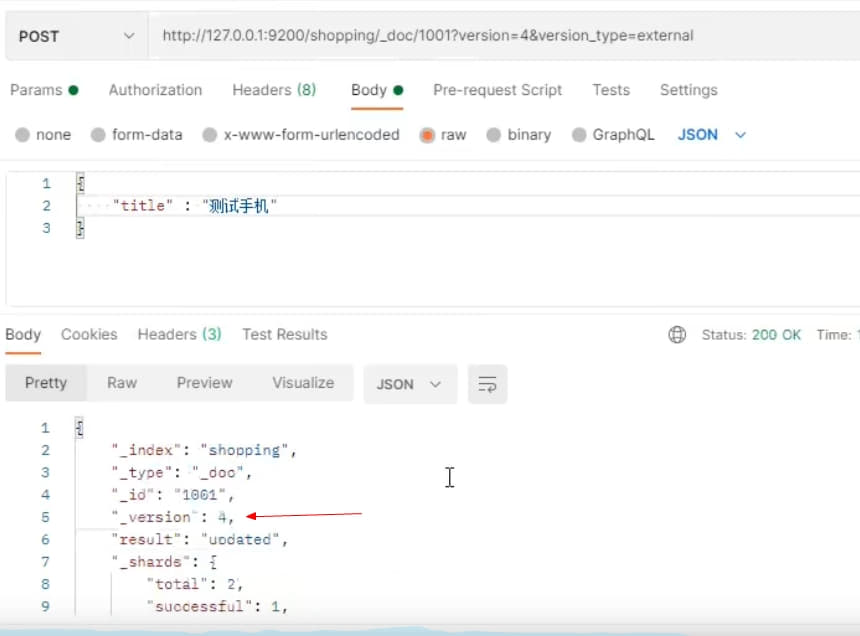 POST http://127.0.0.1:9200/shopping/_doc/1001?version=4&version_type=external
Params Authorization Headers (8) Body Pre-request Script Tests Settings
none form-data x-www-form-urlencoded raw binary GraphQL JSON
1 {
2 "title" : "测试手机"
3 }
Body Cookies Headers (3) Test Results Status: 200 OK Time:
Pretty Raw Preview Visualize JSON
1 {
2 "_index": "shopping",
3 "_type": "_doc",
4 "_id": "1001",
5 "_version": 4,
6 "result": "updated",
7 "_shards": {
8 "total": 2,
9 "successful": 1,